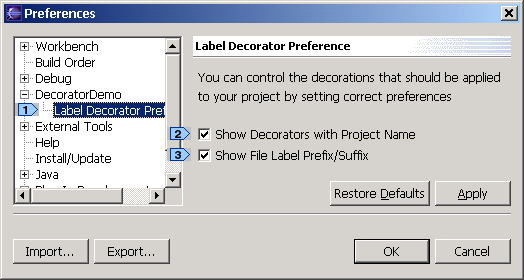 Preferences
Workbench
Build Order
Debug
DecoratorDemo
1
Label Decorator Pref
External Tools
Help
Install/Update
Java
Label Decorator Preference
You can control the decorations that should be applied
to your project by setting correct preferences
2 Show Decorators with Project Name
3 Show File Label Prefix/Suffix
Restore Defaults Apply
Import... Export... OK Cancel